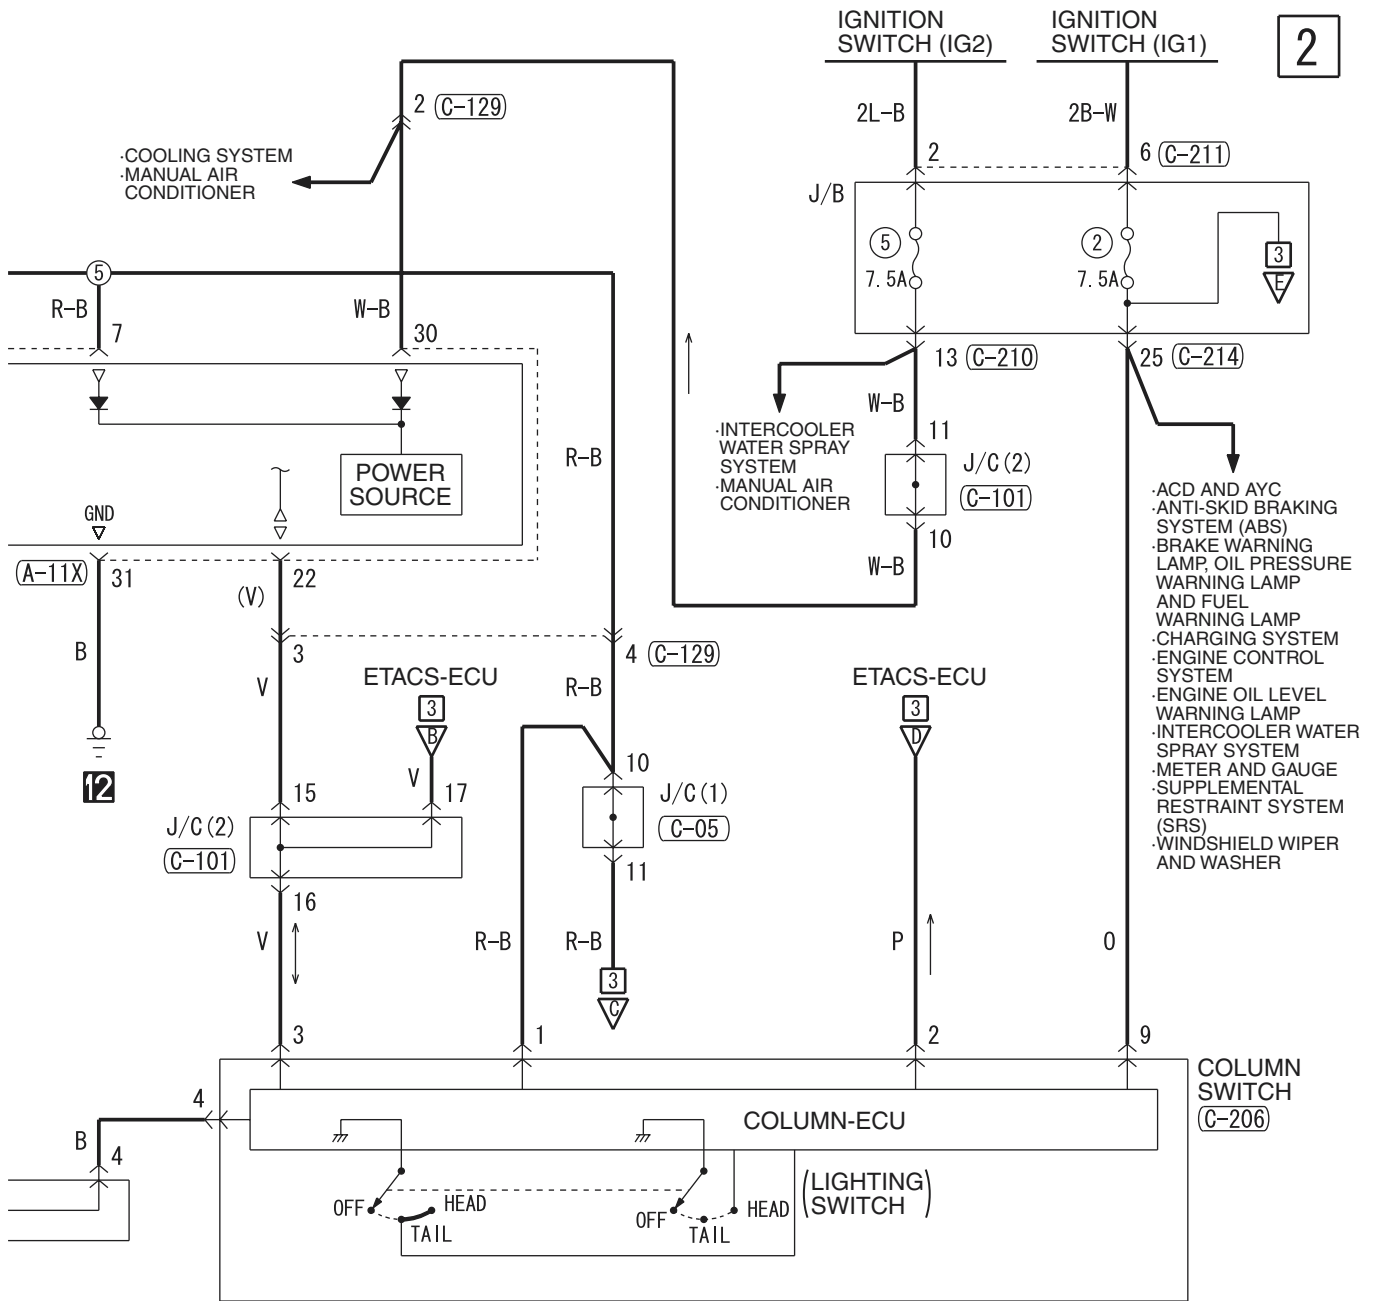 IGNITION
SWITCH (IG2)
IGNITION
SWITCH (IG1)
2
2 (C-129)
2L-B
2B-W
·COOLING SYSTEM
·MANUAL AIR
CONDITIONER
2
6 (C-211)
J/B
5
7.5A
2
7.5A
3
E
5
R-B
7
W-B
30
13 (C-210)
25 (C-214)
W-B
11
·INTERCOOLER
WATER SPRAY
SYSTEM
·MANUAL AIR
CONDITIONER
J/C(2)
(C-101)
10
W-B
R-B
POWER
SOURCE
GND
(A-11X)
31
22
(V)
·ACD AND AYC
·ANTI-SKID BRAKING
SYSTEM (ABS)
·BRAKE WARNING
LAMP, OIL PRESSURE
WARNING LAMP
AND FUEL
WARNING LAMP
·CHARGING SYSTEM
·ENGINE CONTROL
SYSTEM
·ENGINE OIL LEVEL
WARNING LAMP
·INTERCOOLER WATER
SPRAY SYSTEM
·METER AND GAUGE
·SUPPLEMENTAL
RESTRAINT SYSTEM
(SRS)
·WINDSHIELD WIPER
AND WASHER
B
3
4 (C-129)
V
ETACS-ECU
3
B
R-B
ETACS-ECU
3
D
12
15
V
17
10
J/C(2)
(C-101)
J/C(1)
(C-05)
11
16
V
R-B
R-B
P
O
3
C
3
1
2
9
COLUMN
SWITCH
(C-206)
4
COLUMN-ECU
B
4
OFF
HEAD
TAIL
OFF
HEAD
TAIL
(LIGHTING
SWITCH)